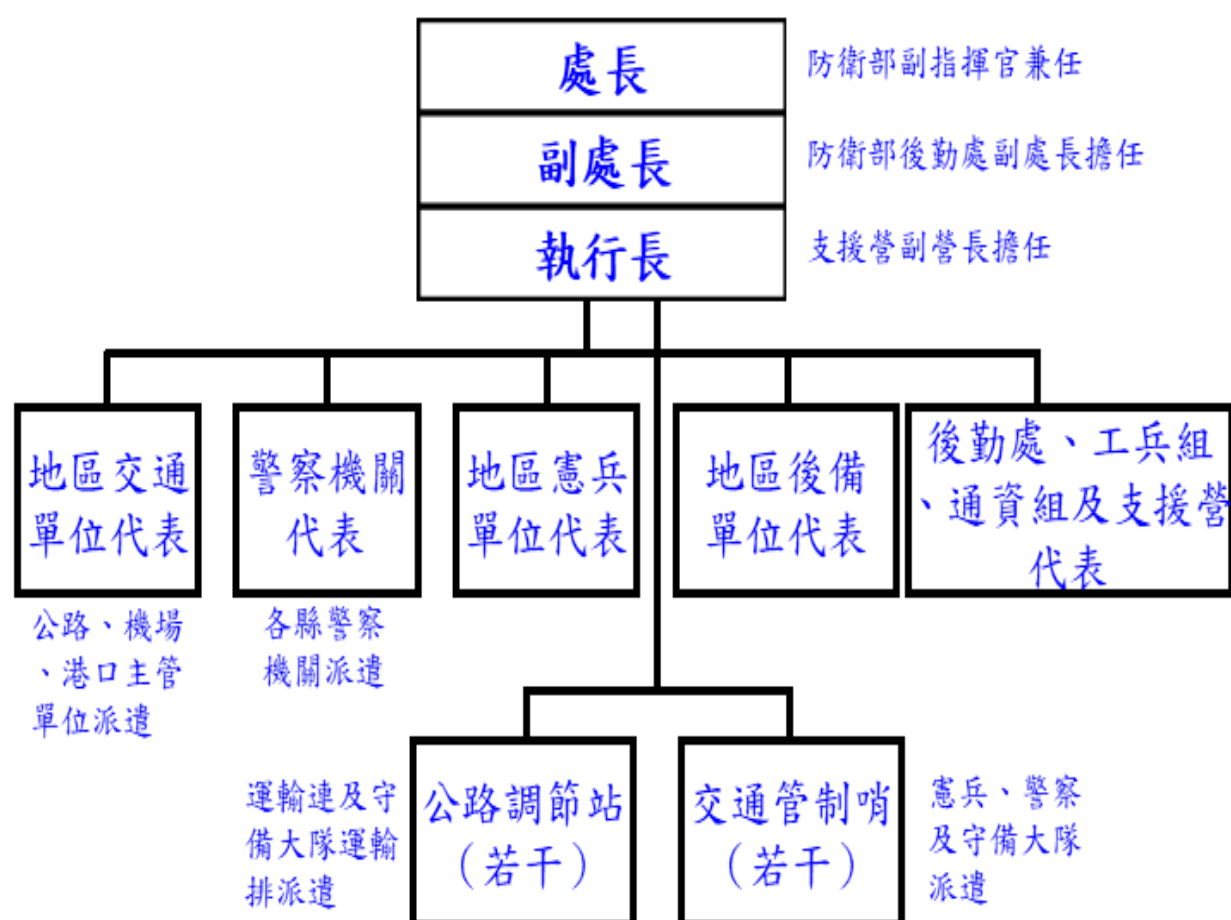 處長
防衛部副指揮官兼任
副處長
防衛部後勤處副處長擔任
執行長
支援營副營長擔任
地區交通
單位代表
警察機關
代表
地區憲兵
單位代表
地區後備
單位代表
後勤處、工兵組
、通資組及支援營
代表
公路、機場
、港口主管
單位派遣
各縣警察
機關派遣
運輸連及守
備大隊運輸
排派遣
公路調節站
（若干）
交通管制哨
（若干）
憲兵、警察
及守備大隊
派遣